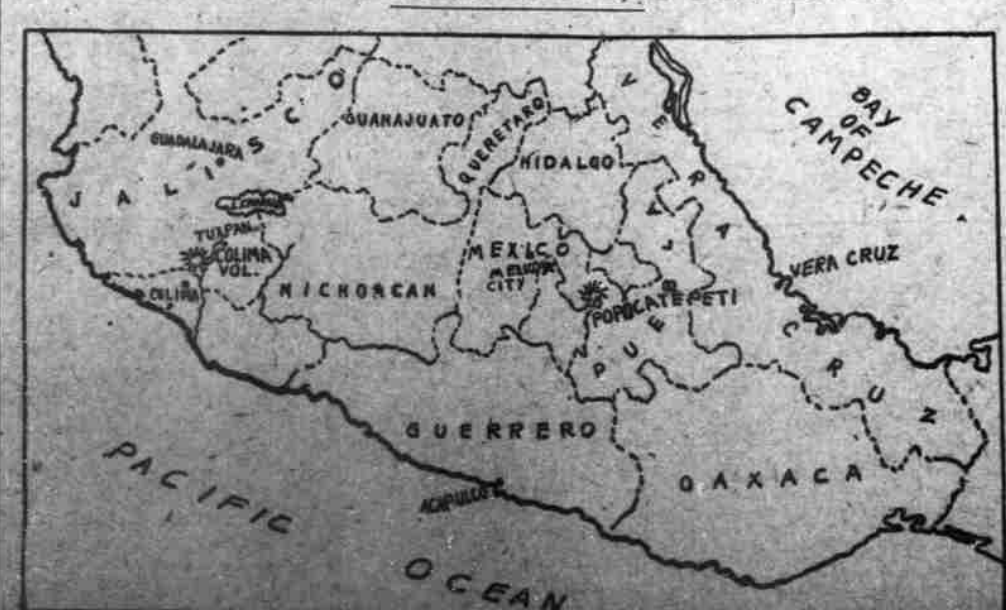 JALISCO
GUADALAJARA
GUANAJUATO
QUERETARO
HIDALGO
VERA CRUZ
BAY
OF
CAMPECHE
TUXPAN
COLIMA
VOL.
COLIMA
MICHOACAN
MEXICO
CITY
POPOCATEPETl
PUE
VERA CRUZ
GUERRERO
ACAPULCO
OAXACA
PACIFIC
OCEAN